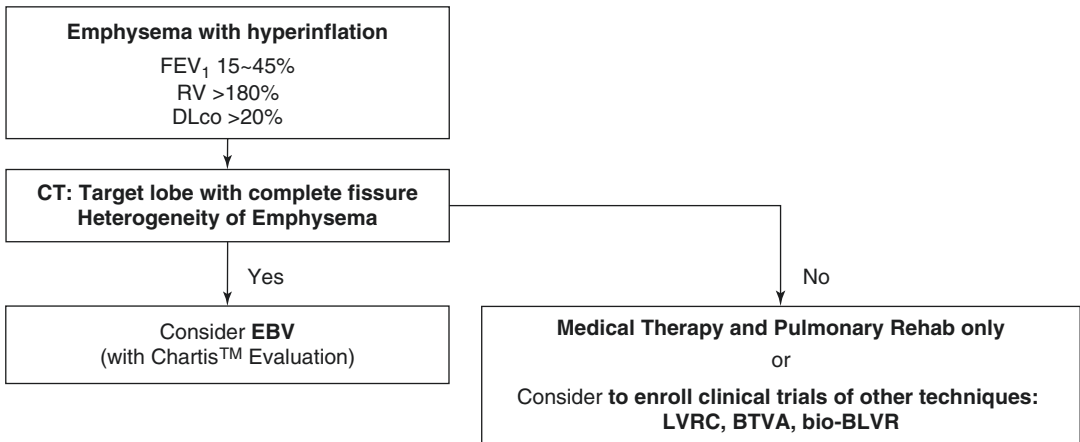 Emphysema with hyperinflation
FEV₁ 15~45%
RV >180%
DLco >20%
CT: Target lobe with complete fissure
Heterogeneity of Emphysema
Yes
No
Consider EBV
(with Chartis™ Evaluation)
Medical Therapy and Pulmonary Rehab only
or
Consider to enroll clinical trials of other techniques:
LVRC, BTVA, bio-BLVR